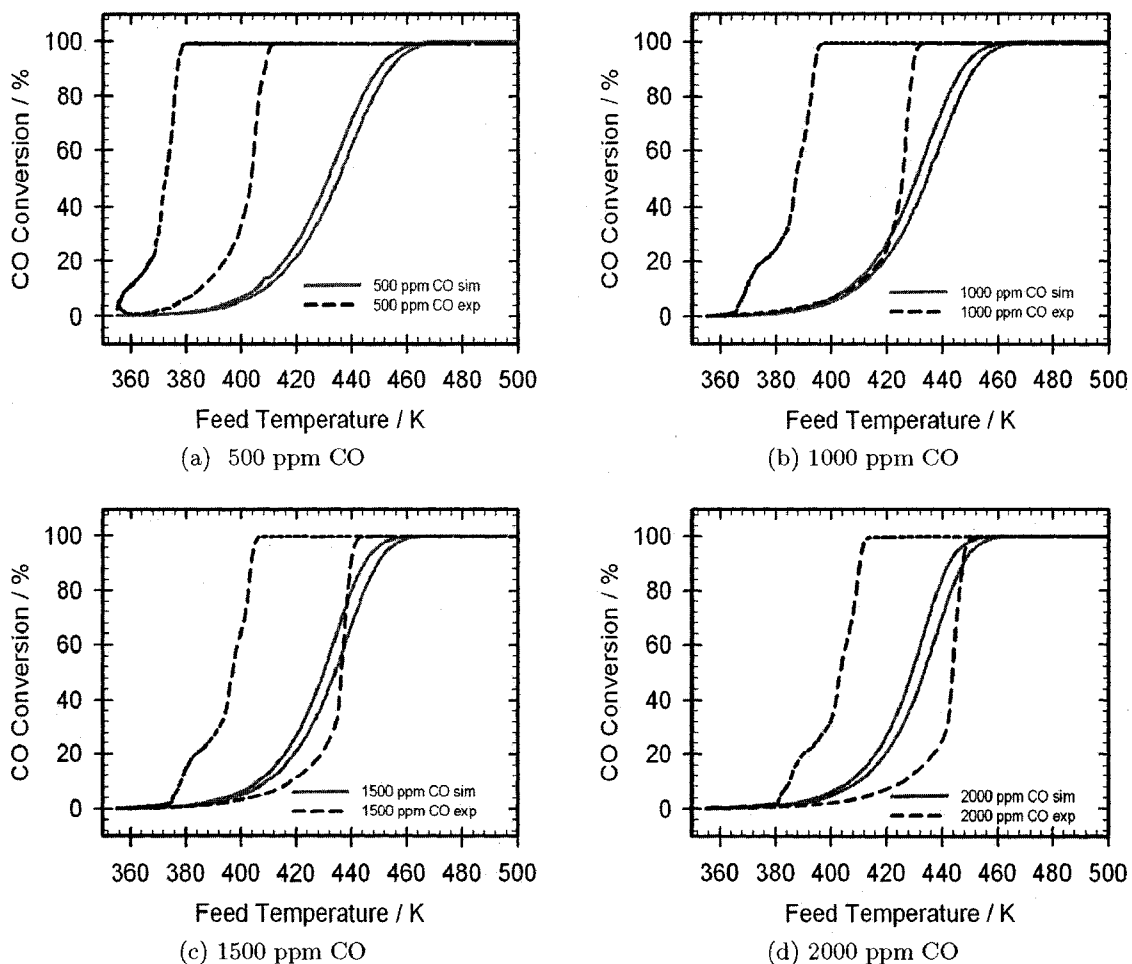 100
80
60
40
20
0
CO Conversion / %
500 ppm CO sim
500 ppm CO exp
360 380 400 420 440 460 480 500
Feed Temperature / K
(a) 500 ppm CO
100
80
60
40
20
0
CO Conversion / %
1000 ppm CO sim
1000 ppm CO exp
360 380 400 420 440 460 480 500
Feed Temperature / K
(b) 1000 ppm CO
100
80
60
40
20
0
CO Conversion / %
1500 ppm CO sim
1500 ppm CO exp
360 380 400 420 440 460 480 500
Feed Temperature / K
(c) 1500 ppm CO
100
80
60
40
20
0
CO Conversion / %
2000 ppm CO sim
2000 ppm CO exp
360 380 400 420 440 460 480 500
Feed Temperature / K
(d) 2000 ppm CO